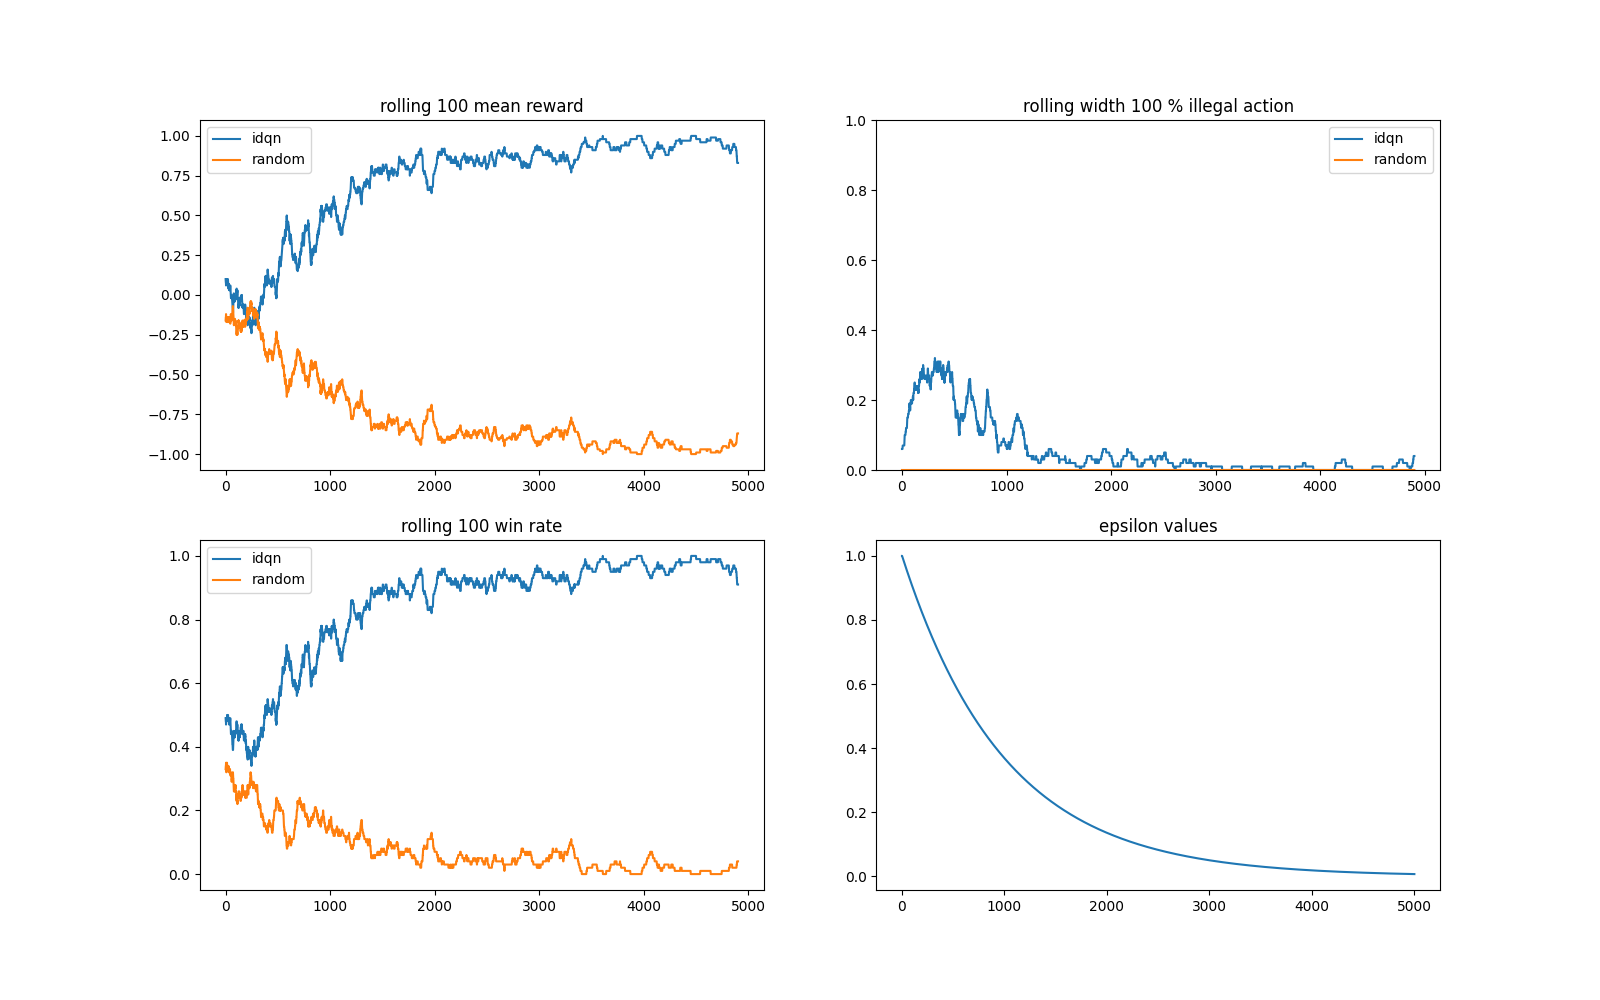 rolling 100 mean reward
1.00
0.75
0.50
0.25
0.00
−0.25
−0.50
−0.75
−1.00
idqn
random
0 1000 2000 3000 4000 5000
rolling width 100 % illegal action
1.0
0.8
0.6
0.4
0.2
0.0
idqn
random
0 1000 2000 3000 4000 5000
rolling 100 win rate
1.0
0.8
0.6
0.4
0.2
0.0
idqn
random
0 1000 2000 3000 4000 5000
epsilon values
1.0
0.8
0.6
0.4
0.2
0.0
0 1000 2000 3000 4000 5000